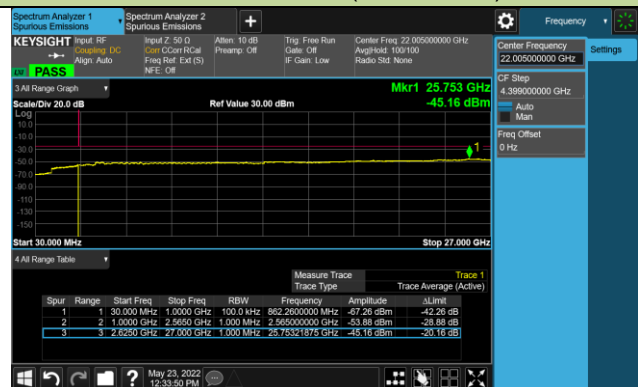 Spectrum Analyzer 1
Spurious Emissions
Spectrum Analyzer 2
Spurious Emissions
Frequency
KEYSIGHT Input: RF
Coupling: DC
Align: Auto
Input Z: 50 Ω
Corr CCorr RCal
Freq Ref: Ext (S)
NFE: Off
Atten: 10 dB
Preamp: Off
Trig: Free Run
Gate: Off
IF Gain: Low
Center Freq: 22.005000000 GHz
Avg|Hold: 100/100
Radio Std: None
PASS
Center Frequency
22.005000000 GHz
Settings
CF Step
4.399000000 GHz
Auto
Man
Freq Offset
0 Hz
3 All Range Graph
Mkr1 25.753 GHz
Scale/Div 20.0 dB
Ref Value 30.00 dBm
-45.16 dBm
Log
10.0
-10.0
-30.0
-50.0
-70.0
-90.0
-110
-130
-150
1
Start 30.000 MHz
Stop 27.000 GHz
4 All Range Table
Measure Trace Trace 1
Trace Type Trace Average (Active)
Spur Range Start Freq Stop Freq RBW Frequency Amplitude ΔLimit
1 1 30.000 MHz 1.0000 GHz 100.0 kHz 862.2600000 MHz -67.26 dBm -42.26 dB
2 2 1.0000 GHz 2.5650 GHz 1.000 MHz 2.565000000 GHz -53.88 dBm -28.88 dB
3 3 2.6250 GHz 27.000 GHz 1.000 MHz 25.75321875 GHz -45.16 dBm -20.16 dB
May 23, 2022
12:33:50 PM